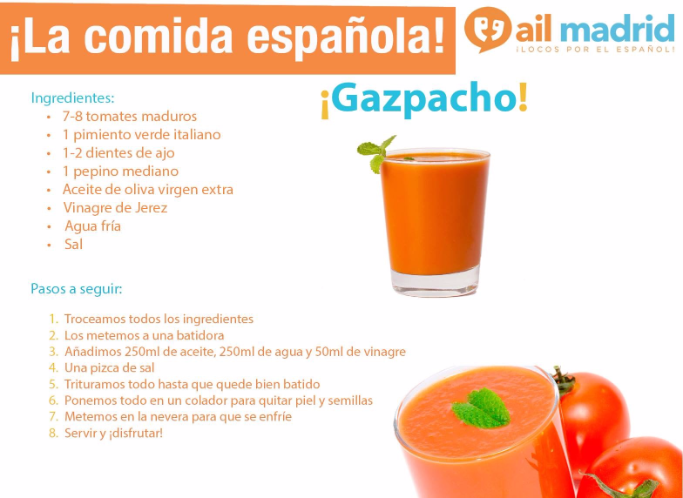 ¡La comida española!
ail madrid
¡LOCOS POR EL ESPAÑOL!
¡Gazpacho!
Ingredientes:
• 7-8 tomates maduros
• 1 pimiento verde italiano
• 1-2 dientes de ajo
• 1 pepino mediano
• Aceite de oliva virgen extra
• Vinagre de Jerez
• Agua fría
• Sal
Pasos a seguir:
1. Troceamos todos los ingredientes
2. Los metemos a una batidora
3. Añadimos 250ml de aceite, 250ml de agua y 50ml de vinagre
4. Una pizca de sal
5. Trituramos todo hasta que quede bien batido
6. Ponemos todo en un colador para quitar piel y semillas
7. Metemos en la nevera para que se enfríe
8. Servir y ¡disfrutar!